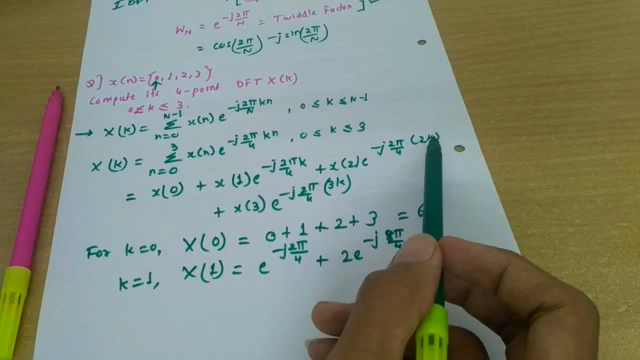 I DFT
W_N = e^{-j2π/N} = Twiddle Factor
= cos(2π/N) - j sin(2π/N)
Q] x(n) = {0, 1, 2, 3}
Compute its 4-point DFT X(k)
0 ≤ k ≤ 3.
→ X(k) = Σ_{n=0}^{N-1} x(n) e^{-j2π/N kn} , 0 ≤ k ≤ N-1
X(k) = Σ_{n=0}^{3} x(n) e^{-j2π/4 kn} , 0 ≤ k ≤ 3
= x(0) + x(1) e^{-j2π/4 k} + x(2) e^{-j2π/4 (2k)}
+ x(3) e^{-j2π/4 (3k)}
For k=0, X(0) = 0 + 1 + 2 + 3 = 6
k=1, X(1) = e^{-j2π/4} + 2e